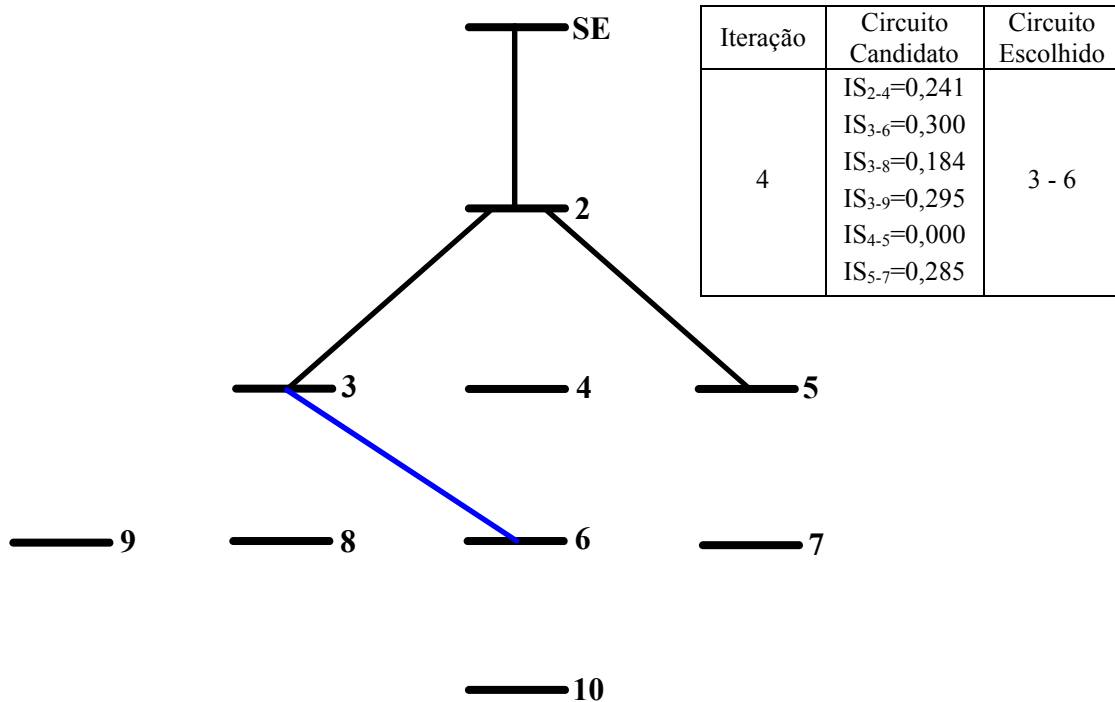 SE
2
3
4
5
9
8
6
7
10
Iteração
Circuito
Candidato
Circuito
Escolhido
4
IS2-4=0,241
IS3-6=0,300
IS3-8=0,184
IS3-9=0,295
IS4-5=0,000
IS5-7=0,285
3 - 6